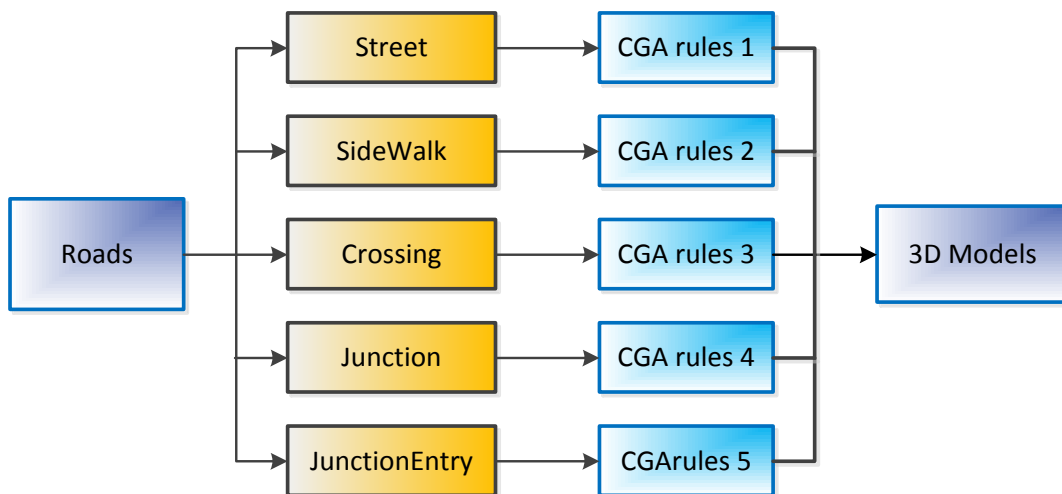 Street
CGA rules 1
SideWalk
CGA rules 2
Roads
Crossing
CGA rules 3
3D Models
Junction
CGA rules 4
JunctionEntry
CGArules 5